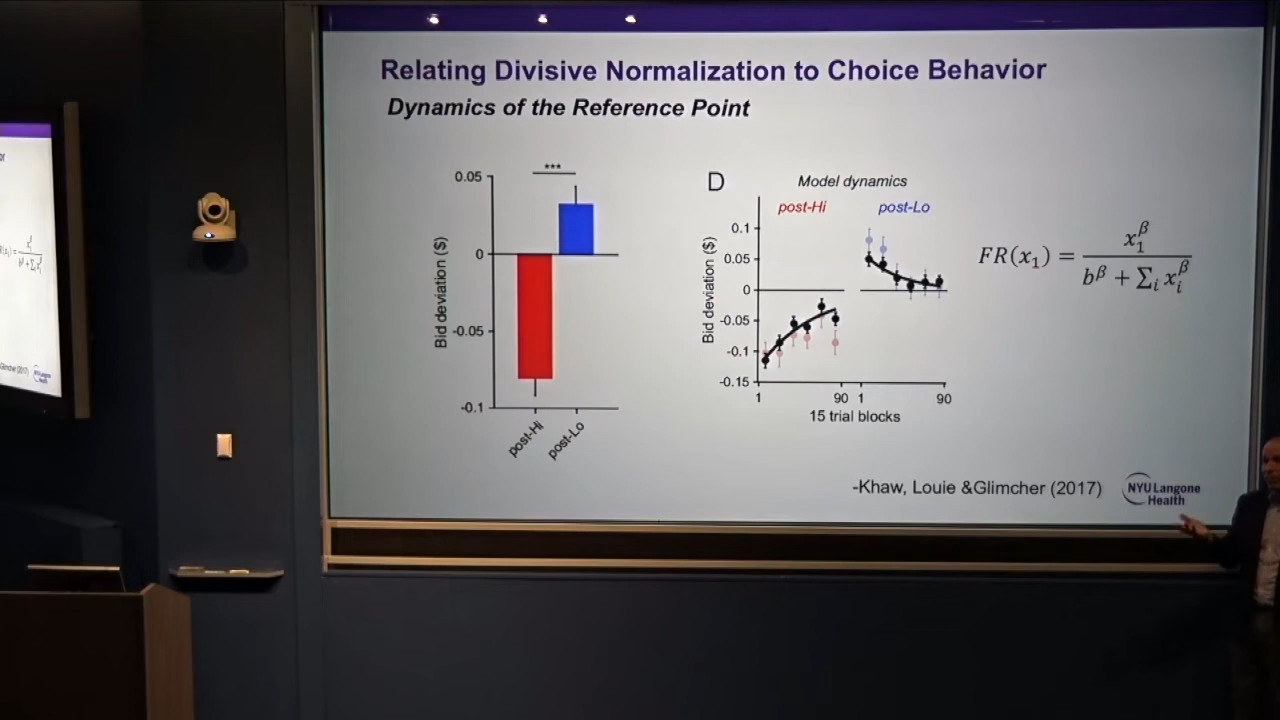 Relating Divisive Normalization to Choice Behavior
Dynamics of the Reference Point
***
0.05
0
-0.05
-0.1
Bid deviation ($)
post-Hi
post-Lo
D
Model dynamics
post-Hi
post-Lo
0.1
0.05
0
-0.05
-0.1
-0.15
Bid deviation ($)
1
90
1
90
15 trial blocks
FR(x₁) = x₁^β / (b^β + ∑ᵢ xᵢ^β)
-Khaw, Louie &Glimcher (2017)
NYU Langone
Health